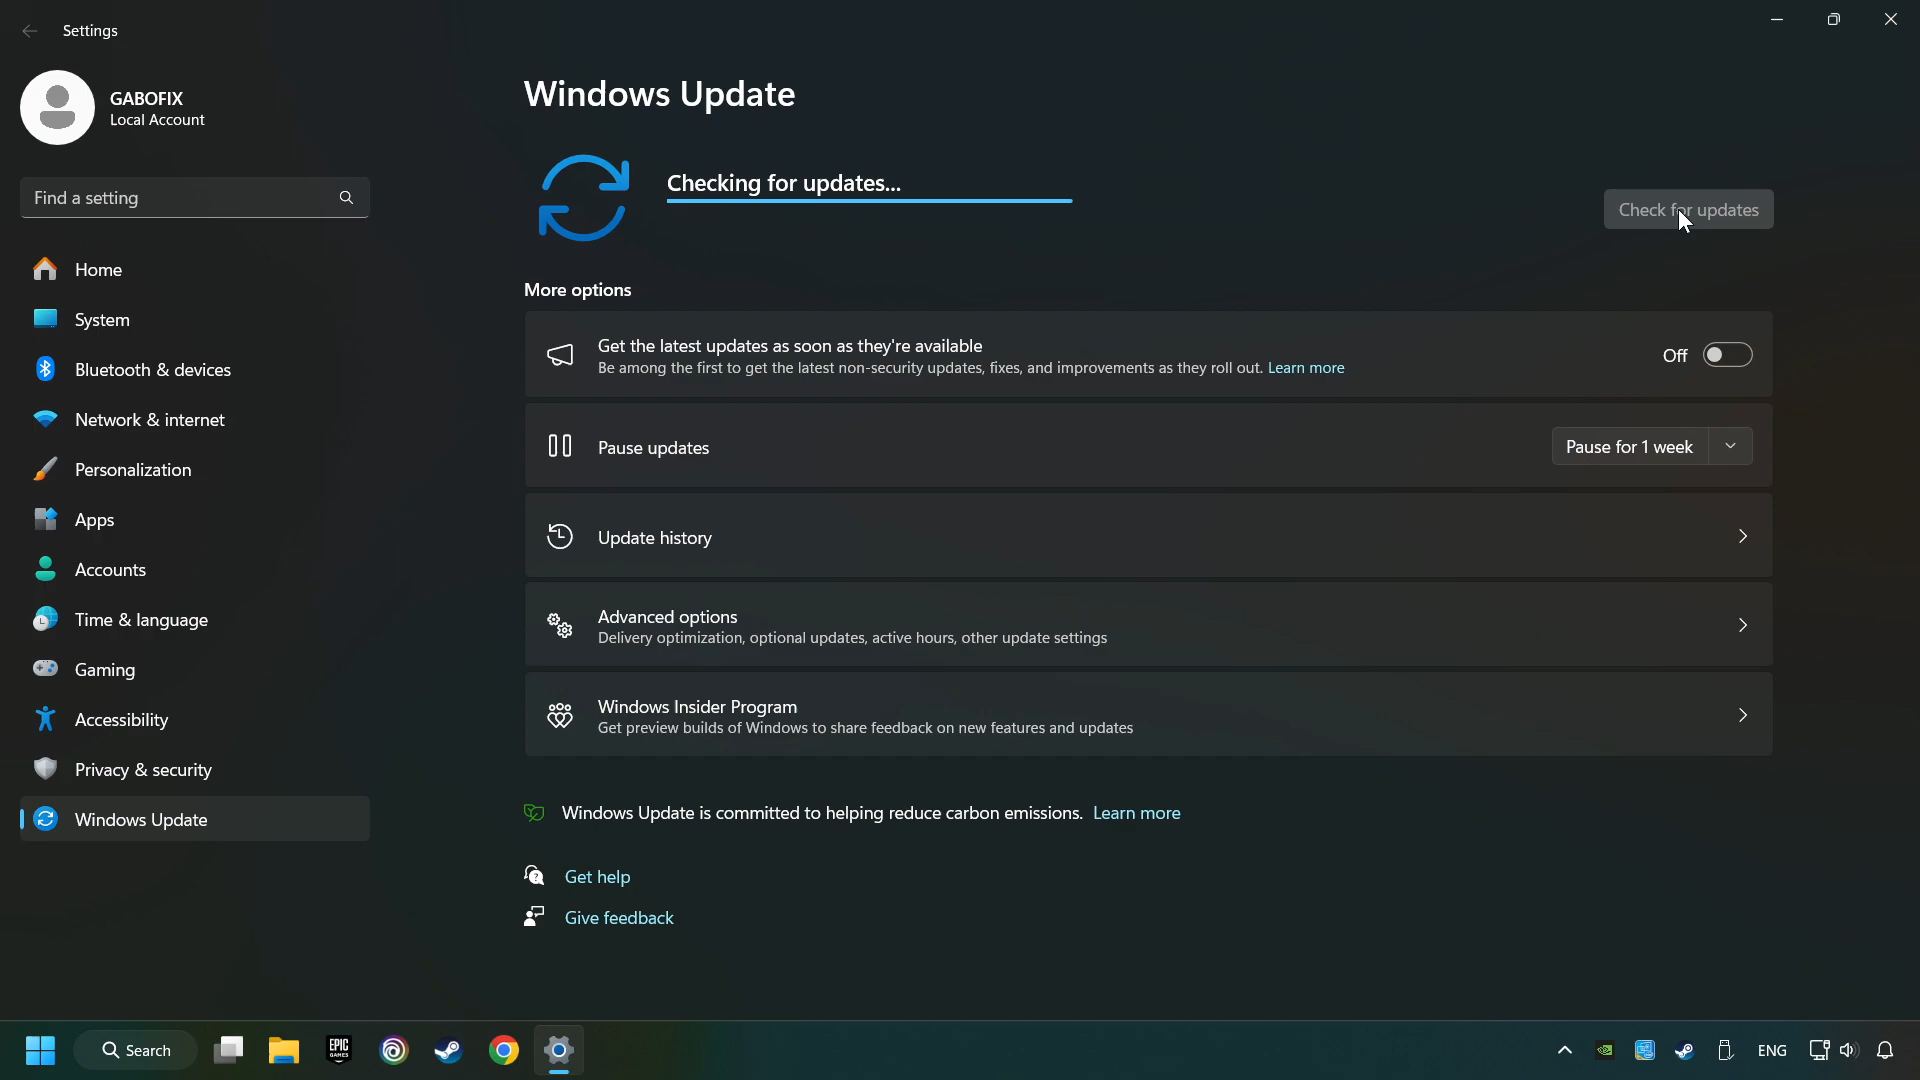 Settings
GABOFIX
Local Account
Find a setting
Home
System
Bluetooth & devices
Network & internet
Personalization
Apps
Accounts
Time & language
Gaming
Accessibility
Privacy & security
Windows Update
Windows Update
Checking for updates...
Check for updates
More options
Get the latest updates as soon as they're available
Be among the first to get the latest non-security updates, fixes, and improvements as they roll out. Learn more
Off
Pause updates
Pause for 1 week
Update history
Advanced options
Delivery optimization, optional updates, active hours, other update settings
Windows Insider Program
Get preview builds of Windows to share feedback on new features and updates
Windows Update is committed to helping reduce carbon emissions. Learn more
Get help
Give feedback
Search
EPIC
GAMES
ENG